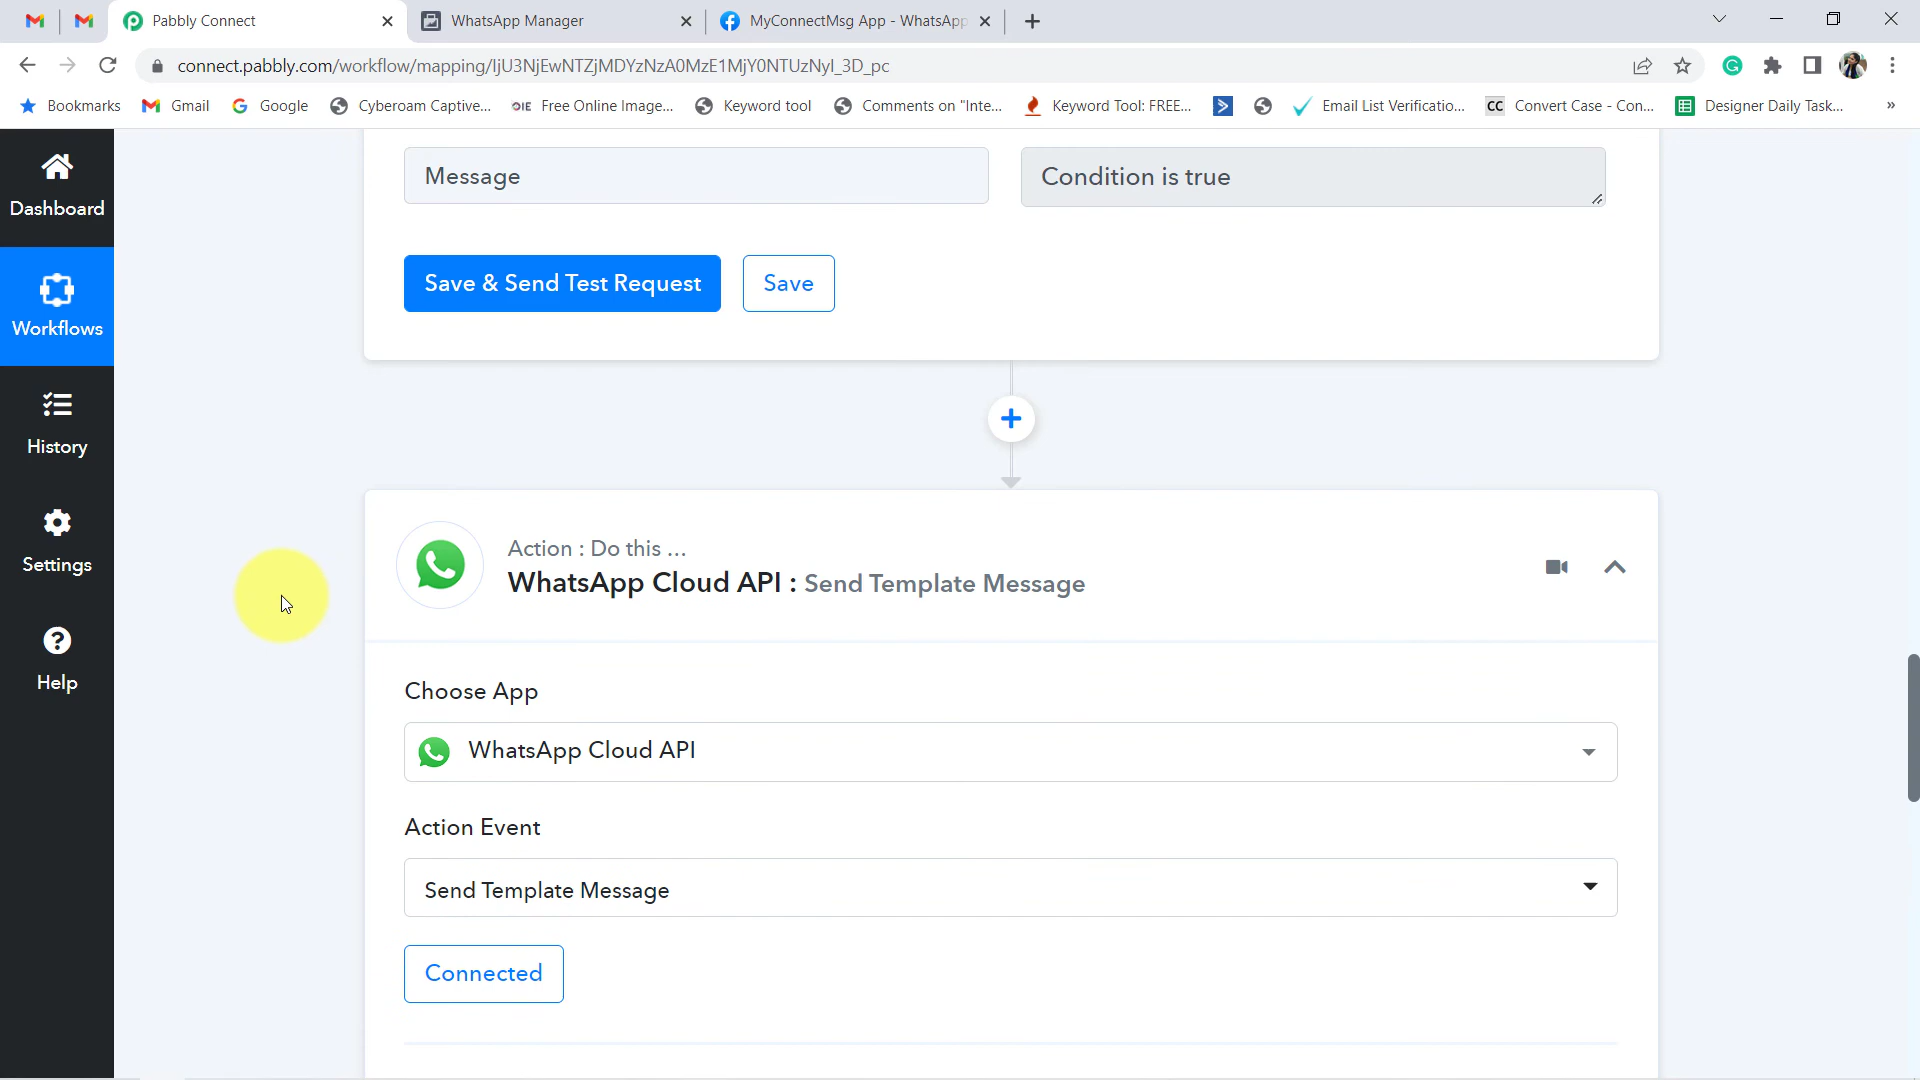 Pabbly Connect
WhatsApp Manager
MyConnectMsg App - WhatsApp
connect.pabbly.com/workflow/mapping/IjU3NjEwNTZjMDYzNzA0MzE1MjY0NTUzNyI_3D_pc
Bookmarks
Gmail
Google
Cyberoam Captive...
Free Online Image...
Keyword tool
Comments on "Inte...
Keyword Tool: FREE...
Email List Verificatio...
CC
Convert Case - Con...
Designer Daily Task...
»
Dashboard
Workflows
History
Settings
Help
Message
Condition is true
Save & Send Test Request
Save
Action : Do this ...
WhatsApp Cloud API : Send Template Message
Choose App
WhatsApp Cloud API
Action Event
Send Template Message
Connected